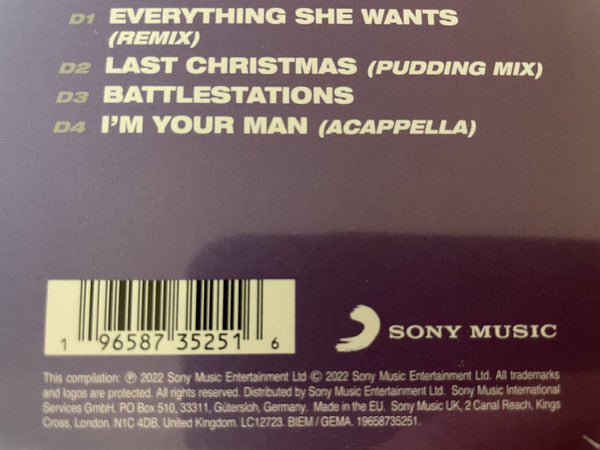 D1 EVERYTHING SHE WANTS
(REMIX)
D2 LAST CHRISTMAS (PUDDING MIX)
D3 BATTLESTATIONS
D4 I'M YOUR MAN (ACAPPELLA)
1 96587 35251 6
SONY MUSIC
This compilation: ℗ 2022 Sony Music Entertainment Ltd © 2022 Sony Music Entertainment Ltd. All trademarks
and logos are protected. All rights reserved. Distributed by Sony Music Entertainment Ltd. Sony Music International
Services GmbH, PO Box 510, 33311, Gütersloh, Germany. Made in the EU. Sony Music UK, 2 Canal Reach, Kings
Cross, London. N1C 4DB. United Kingdom. LC12723. BIEM / GEMA. 19658735251.